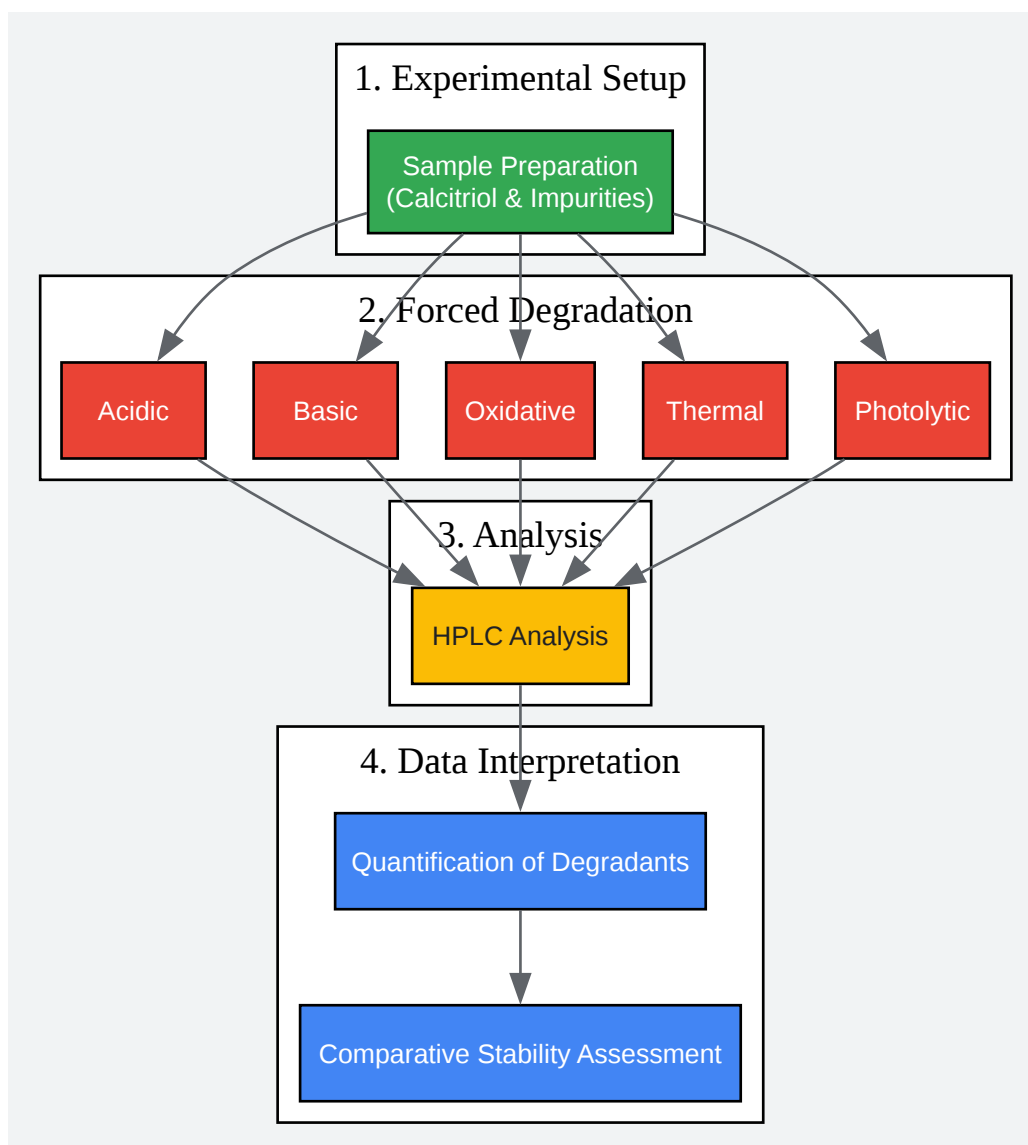 1. Experimental Setup
Sample Preparation
(Calcitriol & Impurities)
2. Forced Degradation
Acidic
Basic
Oxidative
Thermal
Photolytic
3. Analysis
HPLC Analysis
4. Data Interpretation
Quantification of Degradants
Comparative Stability Assessment